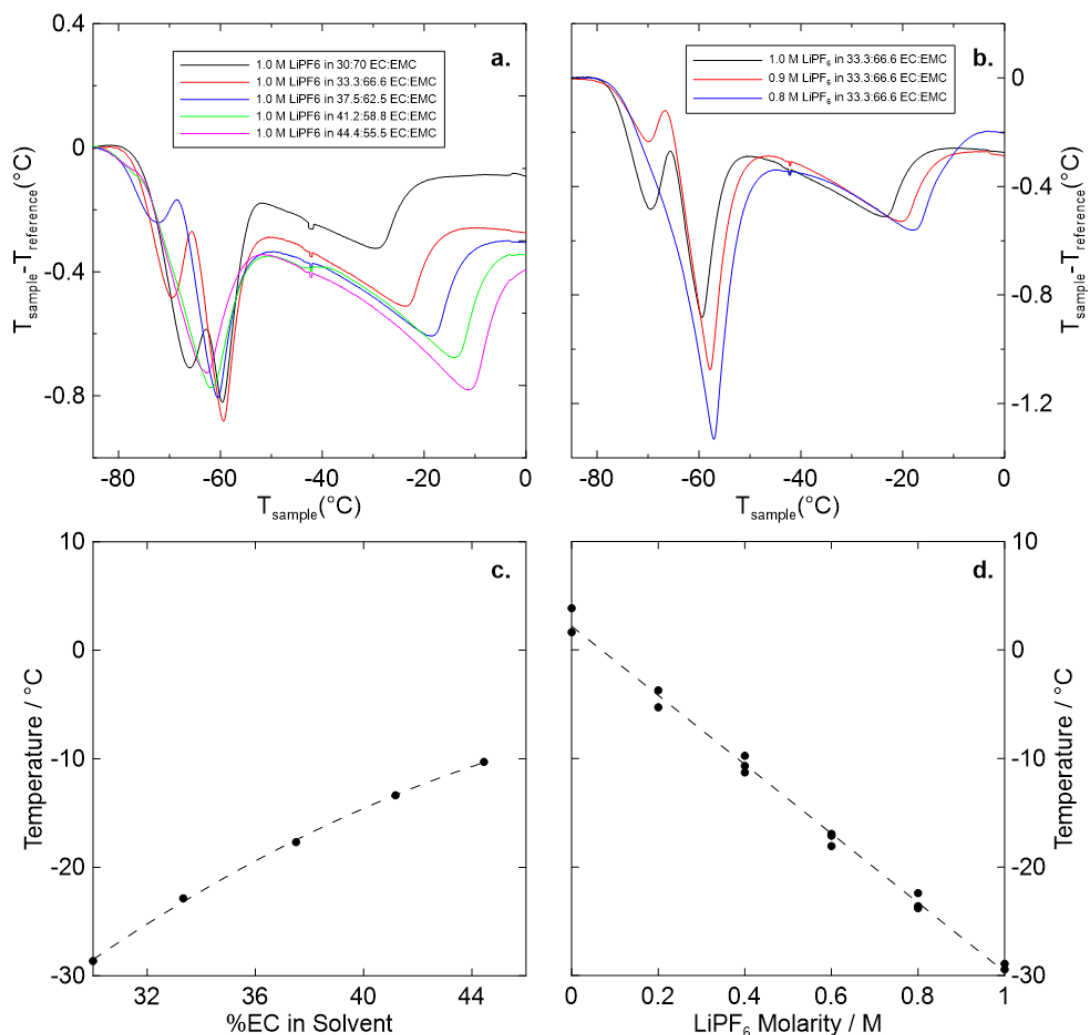 a.
1.0 M LiPF6 in 30:70 EC:EMC
1.0 M LiPF6 in 33.3:66.6 EC:EMC
1.0 M LiPF6 in 37.5:62.5 EC:EMC
1.0 M LiPF6 in 41.2:58.8 EC:EMC
1.0 M LiPF6 in 44.4:55.5 EC:EMC
0.4
0
-0.4
-0.8
Tsample-Treference(°C)
-80 -60 -40 -20 0
Tsample(°C)
b.
1.0 M LiPF6 in 33.3:66.6 EC:EMC
0.9 M LiPF6 in 33.3:66.6 EC:EMC
0.8 M LiPF6 in 33.3:66.6 EC:EMC
0
-0.4
-0.8
-1.2
Tsample-Treference(°C)
-80 -60 -40 -20 0
Tsample(°C)
c.
10
0
-10
-20
-30
Temperature / °C
32 36 40 44
%EC in Solvent
d.
10
0
-10
-20
-30
Temperature / °C
0 0.2 0.4 0.6 0.8 1
LiPF6 Molarity / M